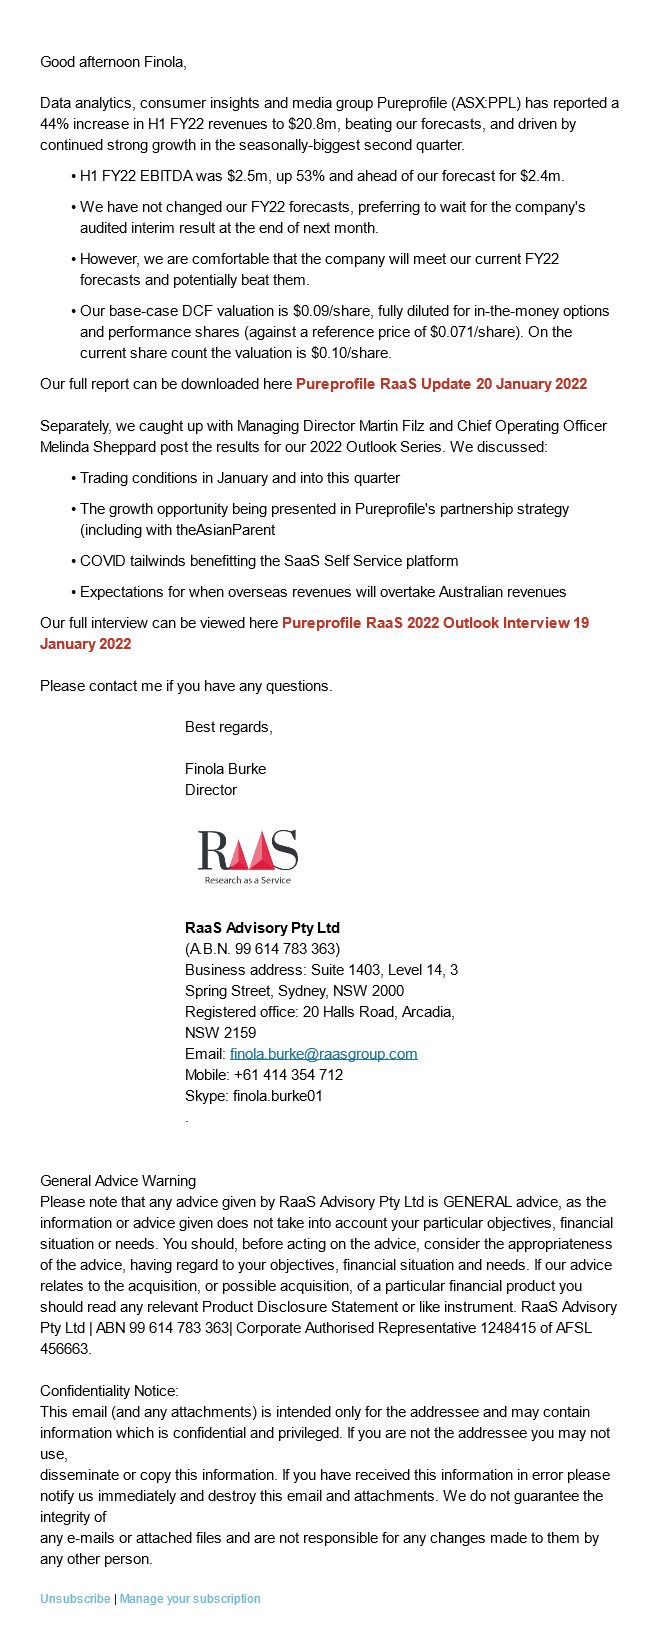 Good afternoon Finola,
Data analytics, consumer insights and media group Pureprofile (ASX:PPL) has reported a
44% increase in H1 FY22 revenues to $20.8m, beating our forecasts, and driven by
continued strong growth in the seasonally-biggest second quarter.
• H1 FY22 EBITDA was $2.5m, up 53% and ahead of our forecast for $2.4m.
• We have not changed our FY22 forecasts, preferring to wait for the company's
audited interim result at the end of next month.
• However, we are comfortable that the company will meet our current FY22
forecasts and potentially beat them.
• Our base-case DCF valuation is $0.09/share, fully diluted for in-the-money options
and performance shares (against a reference price of $0.071/share). On the
current share count the valuation is $0.10/share.
Our full report can be downloaded here Pureprofile RaaS Update 20 January 2022
Separately, we caught up with Managing Director Martin Filz and Chief Operating Officer
Melinda Sheppard post the results for our 2022 Outlook Series. We discussed:
• Trading conditions in January and into this quarter
• The growth opportunity being presented in Pureprofile's partnership strategy
(including with theAsianParent
• COVID tailwinds benefitting the SaaS Self Service platform
• Expectations for when overseas revenues will overtake Australian revenues
Our full interview can be viewed here Pureprofile RaaS 2022 Outlook Interview 19
January 2022
Please contact me if you have any questions.
Best regards,
Finola Burke
Director
RaaS
Research as a Service
RaaS Advisory Pty Ltd
(A.B.N. 99 614 783 363)
Business address: Suite 1403, Level 14, 3
Spring Street, Sydney, NSW 2000
Registered office: 20 Halls Road, Arcadia,
NSW 2159
Email: finola.burke@raasgroup.com
Mobile: +61 414 354 712
Skype: finola.burke01
.
General Advice Warning
Please note that any advice given by RaaS Advisory Pty Ltd is GENERAL advice, as the
information or advice given does not take into account your particular objectives, financial
situation or needs. You should, before acting on the advice, consider the appropriateness
of the advice, having regard to your objectives, financial situation and needs. If our advice
relates to the acquisition, or possible acquisition, of a particular financial product you
should read any relevant Product Disclosure Statement or like instrument. RaaS Advisory
Pty Ltd | ABN 99 614 783 363| Corporate Authorised Representative 1248415 of AFSL
456663.
Confidentiality Notice:
This email (and any attachments) is intended only for the addressee and may contain
information which is confidential and privileged. If you are not the addressee you may not
use,
disseminate or copy this information. If you have received this information in error please
notify us immediately and destroy this email and attachments. We do not guarantee the
integrity of
any e-mails or attached files and are not responsible for any changes made to them by
any other person.
Unsubscribe | Manage your subscription